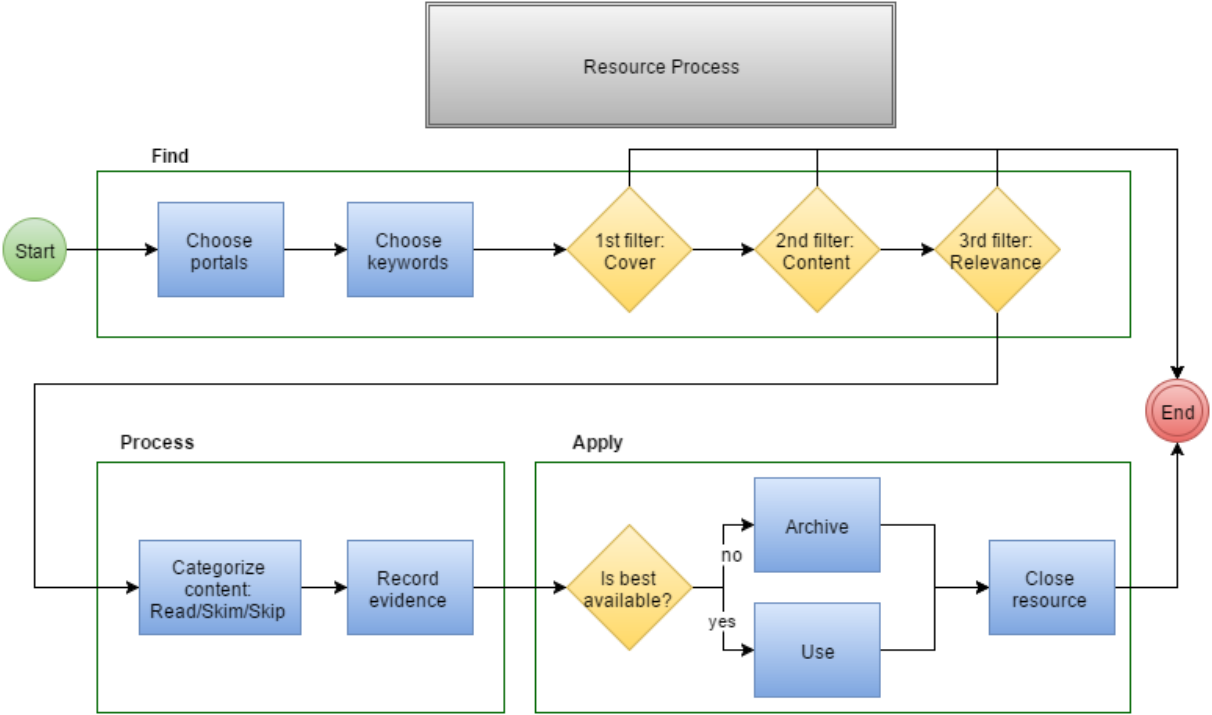 Resource Process
Find
Start
Choose
portals
Choose
keywords
1st filter:
Cover
2nd filter:
Content
3rd filter:
Relevance
End
Process
Categorize
content:
Read/Skim/Skip
Record
evidence
Apply
Is best
available?
no
yes
Archive
Use
Close
resource